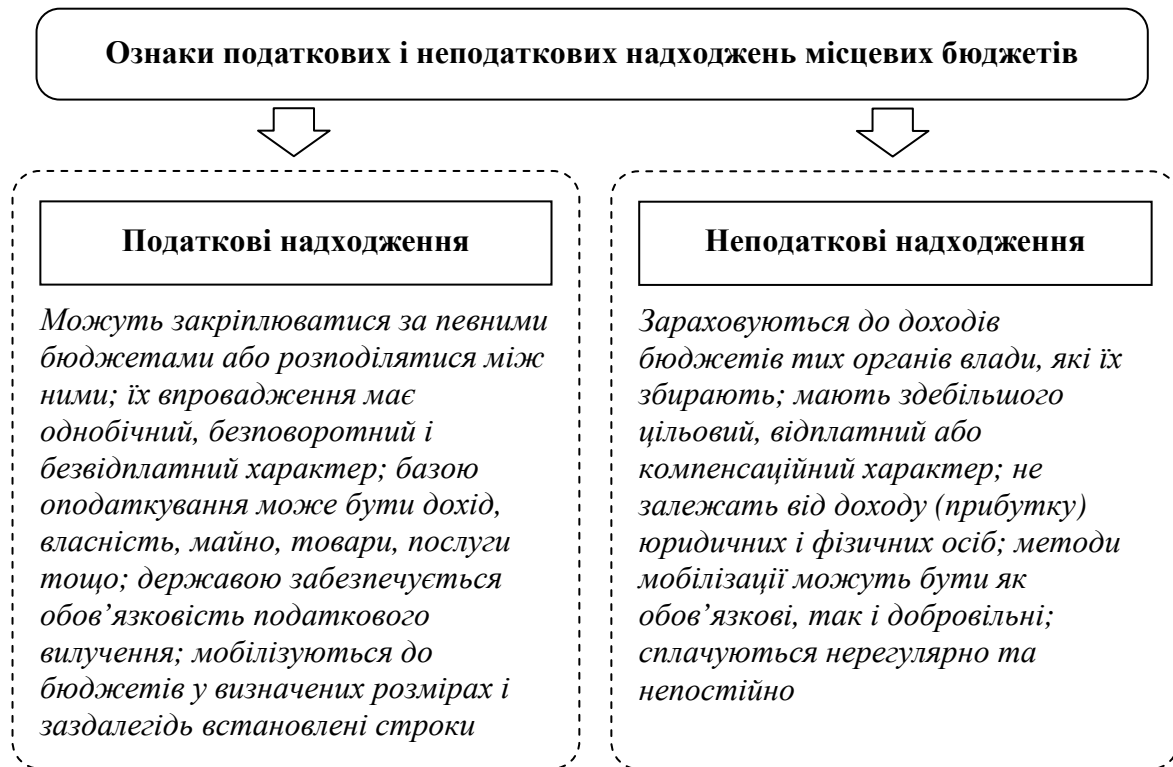 Ознаки податкових і неподаткових надходжень місцевих бюджетів
Податкові надходження
Можуть закріплюватися за певними
бюджетами або розподілятися між
ними; їх впровадження має
однобічний, безповоротний і
безвідплатний характер; базою
оподаткування може бути дохід,
власність, майно, товари, послуги
тощо; державою забезпечується
обов’язковість податкового
вилучення; мобілізуються до
бюджетів у визначених розмірах і
заздалегідь встановлені строки
Неподаткові надходження
Зараховуються до доходів
бюджетів тих органів влади, які їх
збирають; мають здебільшого
цільовий, відплатний або
компенсаційний характер; не
залежать від доходу (прибутку)
юридичних і фізичних осіб; методи
мобілізації можуть бути як
обов’язкові, так і добровільні;
сплачуються нерегулярно та
непостійно